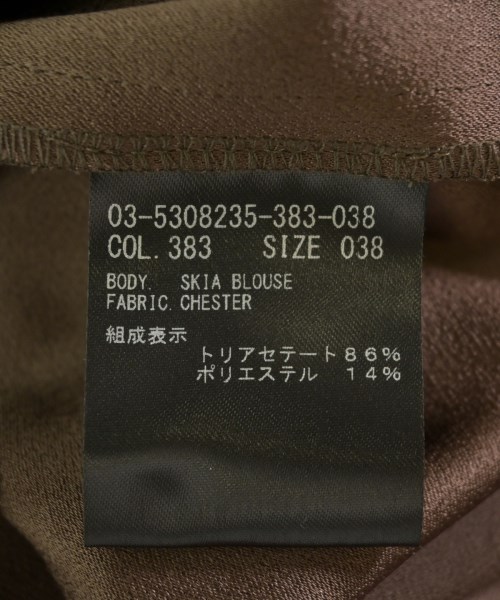 03-5308235-383-038
COL. 383 SIZE 038
BODY. SKIA BLOUSE
FABRIC. CHESTER
組成表示
トリアセテート86%
ポリエステル 14%